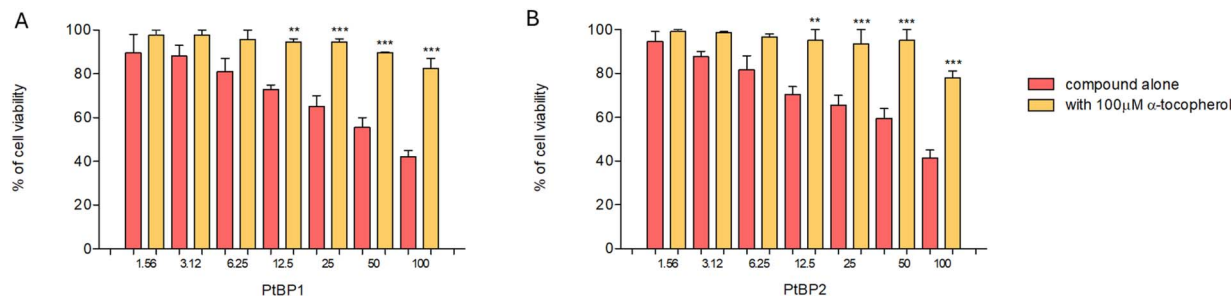 A
% of cell viability
100
80
60
40
20
0
** *** *** ***
1.56 3.12 6.25 12.5 25 50 100
PtBP1
B
% of cell viability
100
80
60
40
20
0
** *** *** ***
1.56 3.12 6.25 12.5 25 50 100
PtBP2
compound alone
with 100μM α-tocopherol